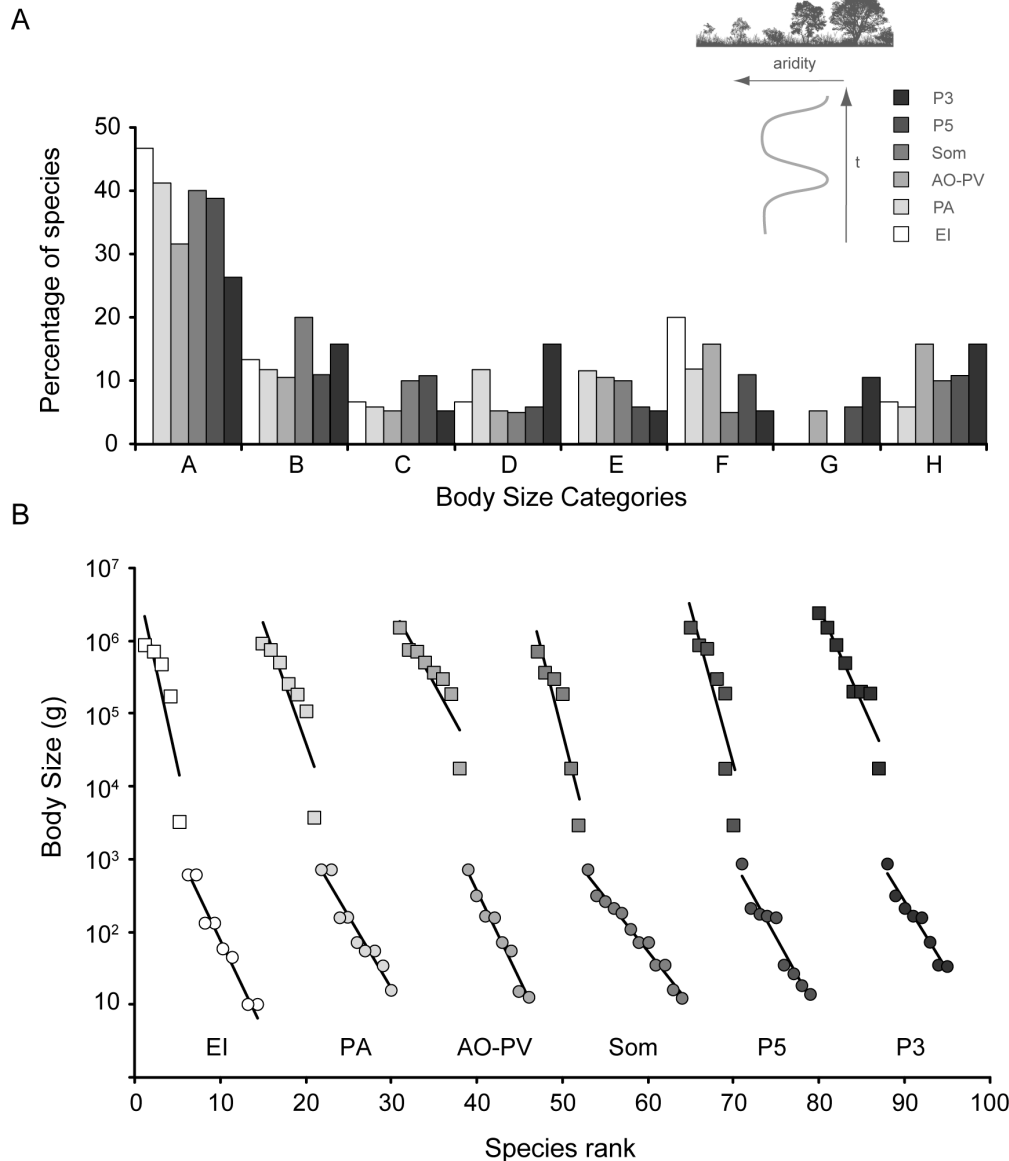 A
aridity
t
P3
P5
Som
AO-PV
PA
EI
Percentage of species
50
40
30
20
10
0
A B C D E F G H
Body Size Categories
B
Body Size (g)
10⁷
10⁶
10⁵
10⁴
10³
10²
10
EI PA AO-PV Som P5 P3
0 10 20 30 40 50 60 70 80 90 100
Species rank